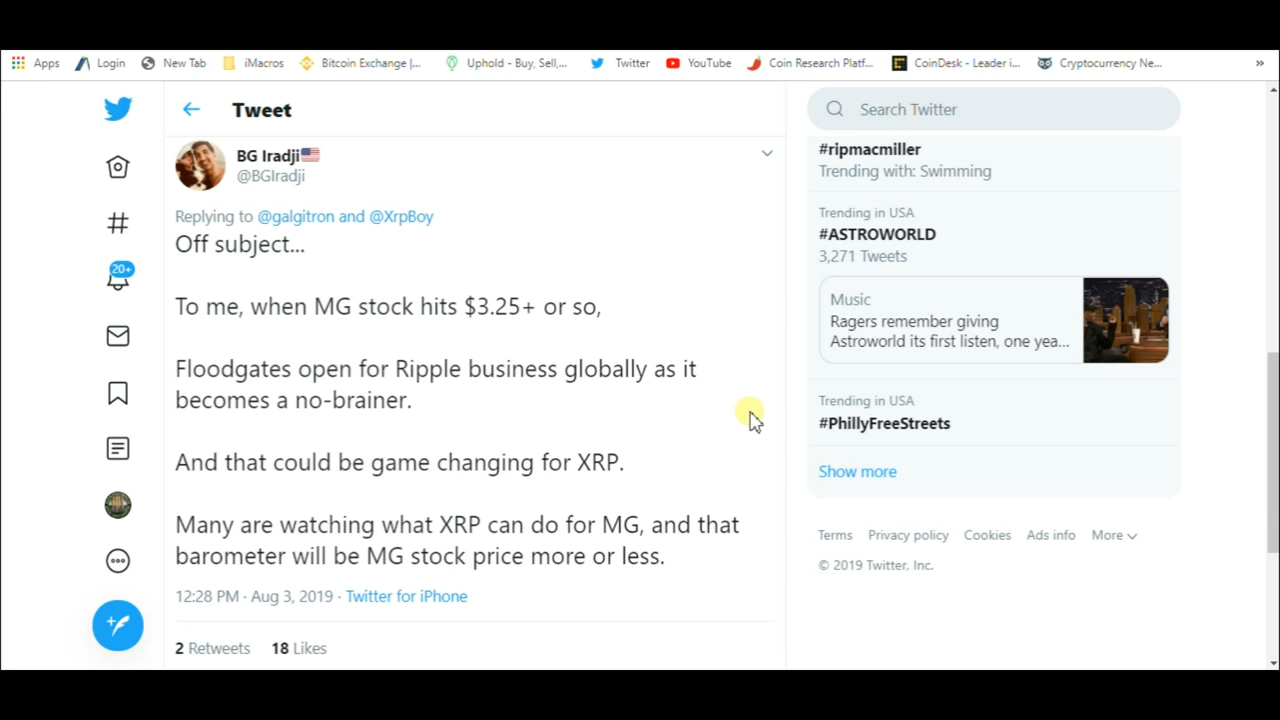 Apps Login New Tab iMacros Bitcoin Exchange |... Uphold - Buy, Sell,... Twitter YouTube Coin Research Platf... CoinDesk - Leader i... Cryptocurrency Ne... »
Tweet
BG Iradji🇺🇸
@BGIradji
Replying to @galgitron and @XrpBoy
Off subject...
To me, when MG stock hits $3.25+ or so,
Floodgates open for Ripple business globally as it
becomes a no-brainer.
And that could be game changing for XRP.
Many are watching what XRP can do for MG, and that
barometer will be MG stock price more or less.
12:28 PM · Aug 3, 2019 · Twitter for iPhone
2 Retweets 18 Likes
20+
Search Twitter
#ripmacmiller
Trending with: Swimming
Trending in USA
#ASTROWORLD
3,271 Tweets
Music
Ragers remember giving
Astroworld its first listen, one yea...
Trending in USA
#PhillyFreeStreets
Show more
Terms Privacy policy Cookies Ads info More
© 2019 Twitter, Inc.